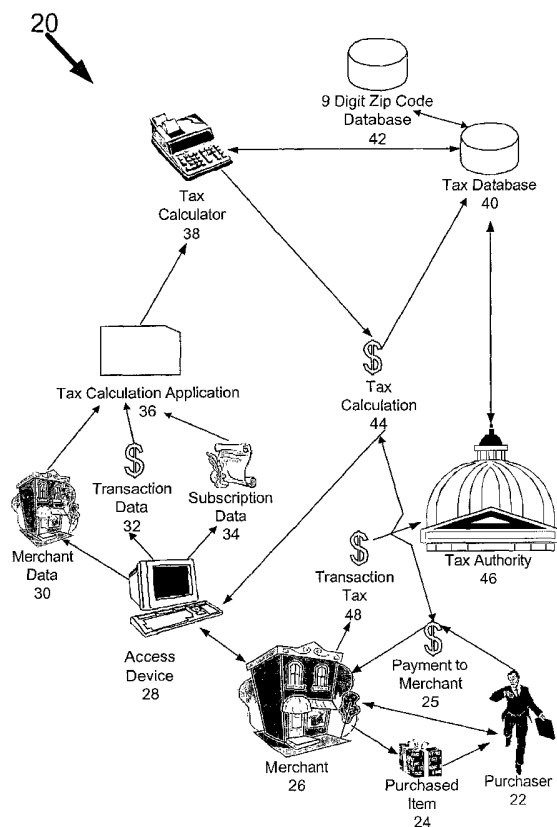 20
9 Digit Zip Code
Database
42
Tax Database
40
Tax
Calculator
38
Tax Calculation Application
36
$
Tax
Calculation
44
$
Transaction
Data
32
Subscription
Data
34
Merchant
Data
30
Tax Authority
46
$
Transaction
Tax
48
Access
Device
28
$
Payment to
Merchant
25
Merchant
26
Purchased
Item
24
Purchaser
22